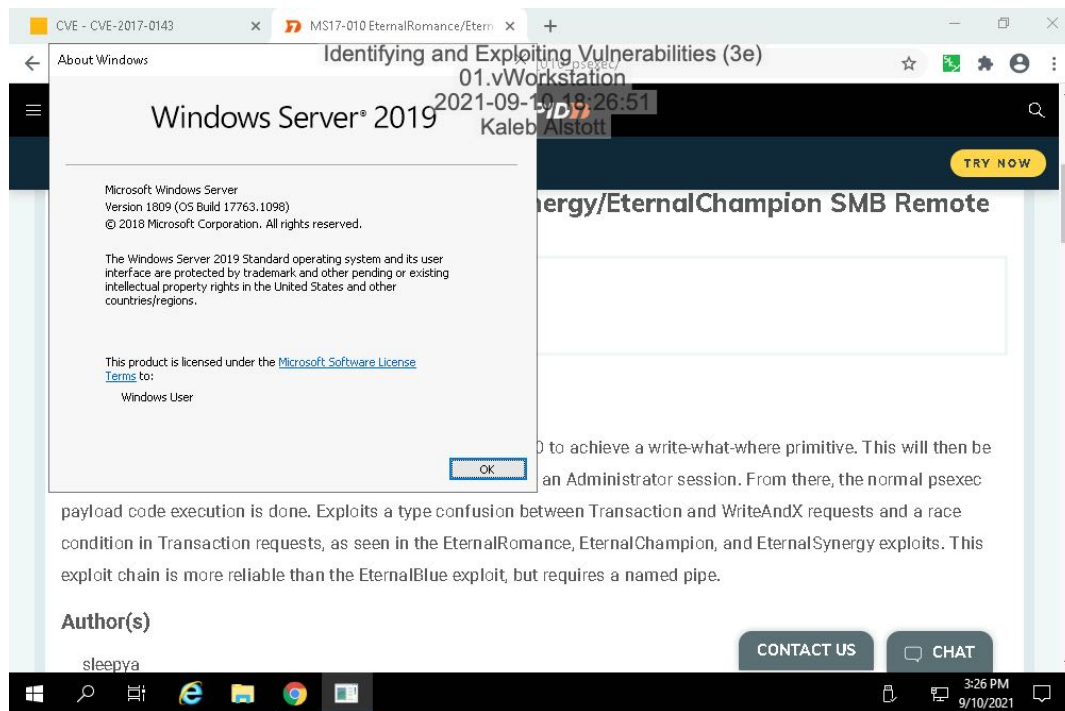 CVE - CVE-2017-0143
MS17-010 EternalRomance/Etern
Identifying and Exploiting Vulnerabilities (3e)
01.vWorkstation
2021-09-10 18:26:51
Kaleb Alstott
About Windows
Windows Server® 2019
TRY NOW
Microsoft Windows Server
Version 1809 (OS Build 17763.1098)
© 2018 Microsoft Corporation. All rights reserved.
The Windows Server 2019 Standard operating system and its user
interface are protected by trademark and other pending or existing
intellectual property rights in the United States and other
countries/regions.
This product is licensed under the Microsoft Software License
Terms to:
Windows User
OK
ergy/EternalChampion SMB Remote
to achieve a write-what-where primitive. This will then be
an Administrator session. From there, the normal psexec
payload code execution is done. Exploits a type confusion between Transaction and WriteAndX requests and a race
condition in Transaction requests, as seen in the EternalRomance, EternalChampion, and EternalSynergy exploits. This
exploit chain is more reliable than the EternalBlue exploit, but requires a named pipe.
Author(s)
sleepya
CONTACT US
CHAT
3:26 PM
9/10/2021